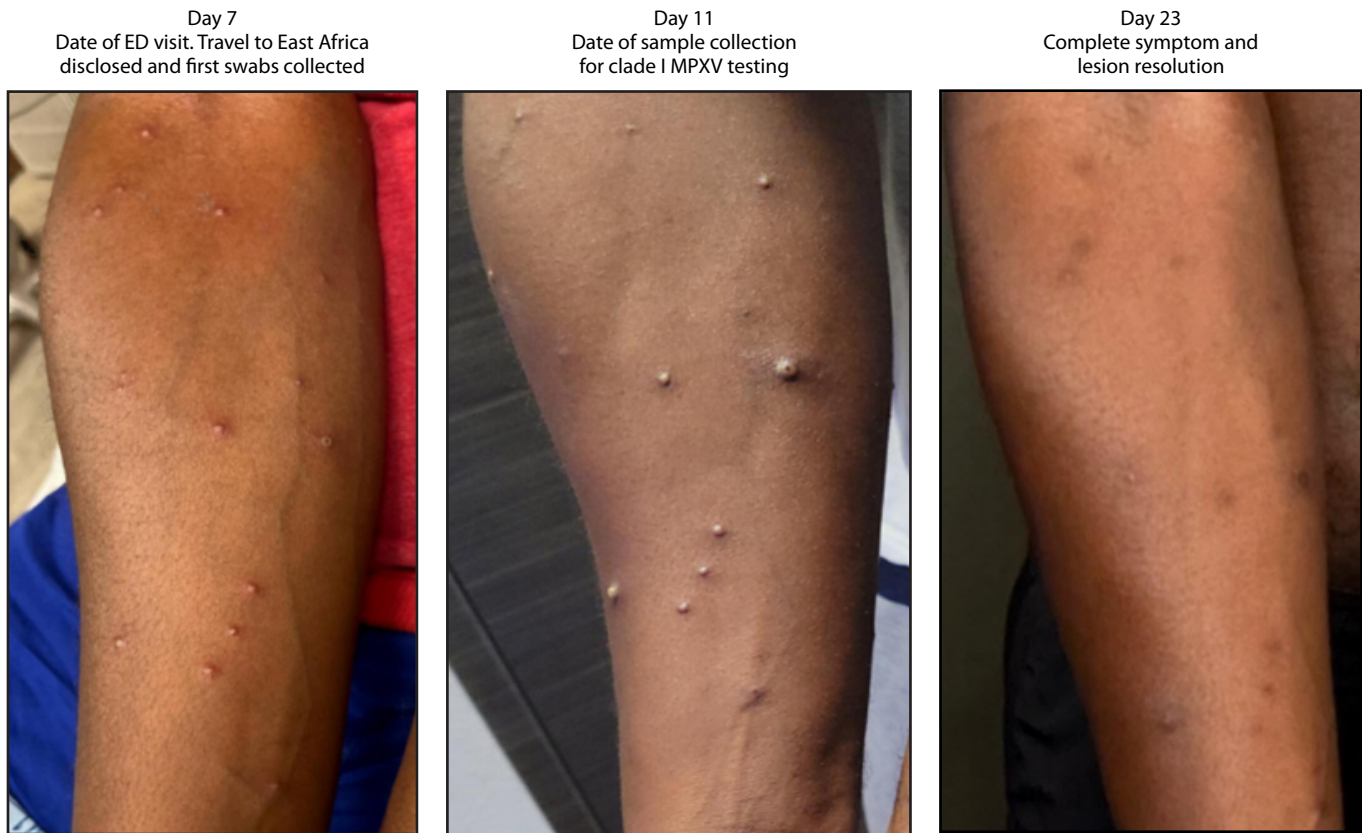 Day 7
Date of ED visit. Travel to East Africa
disclosed and first swabs collected
Day 11
Date of sample collection
for clade I MPXV testing
Day 23
Complete symptom and
lesion resolution